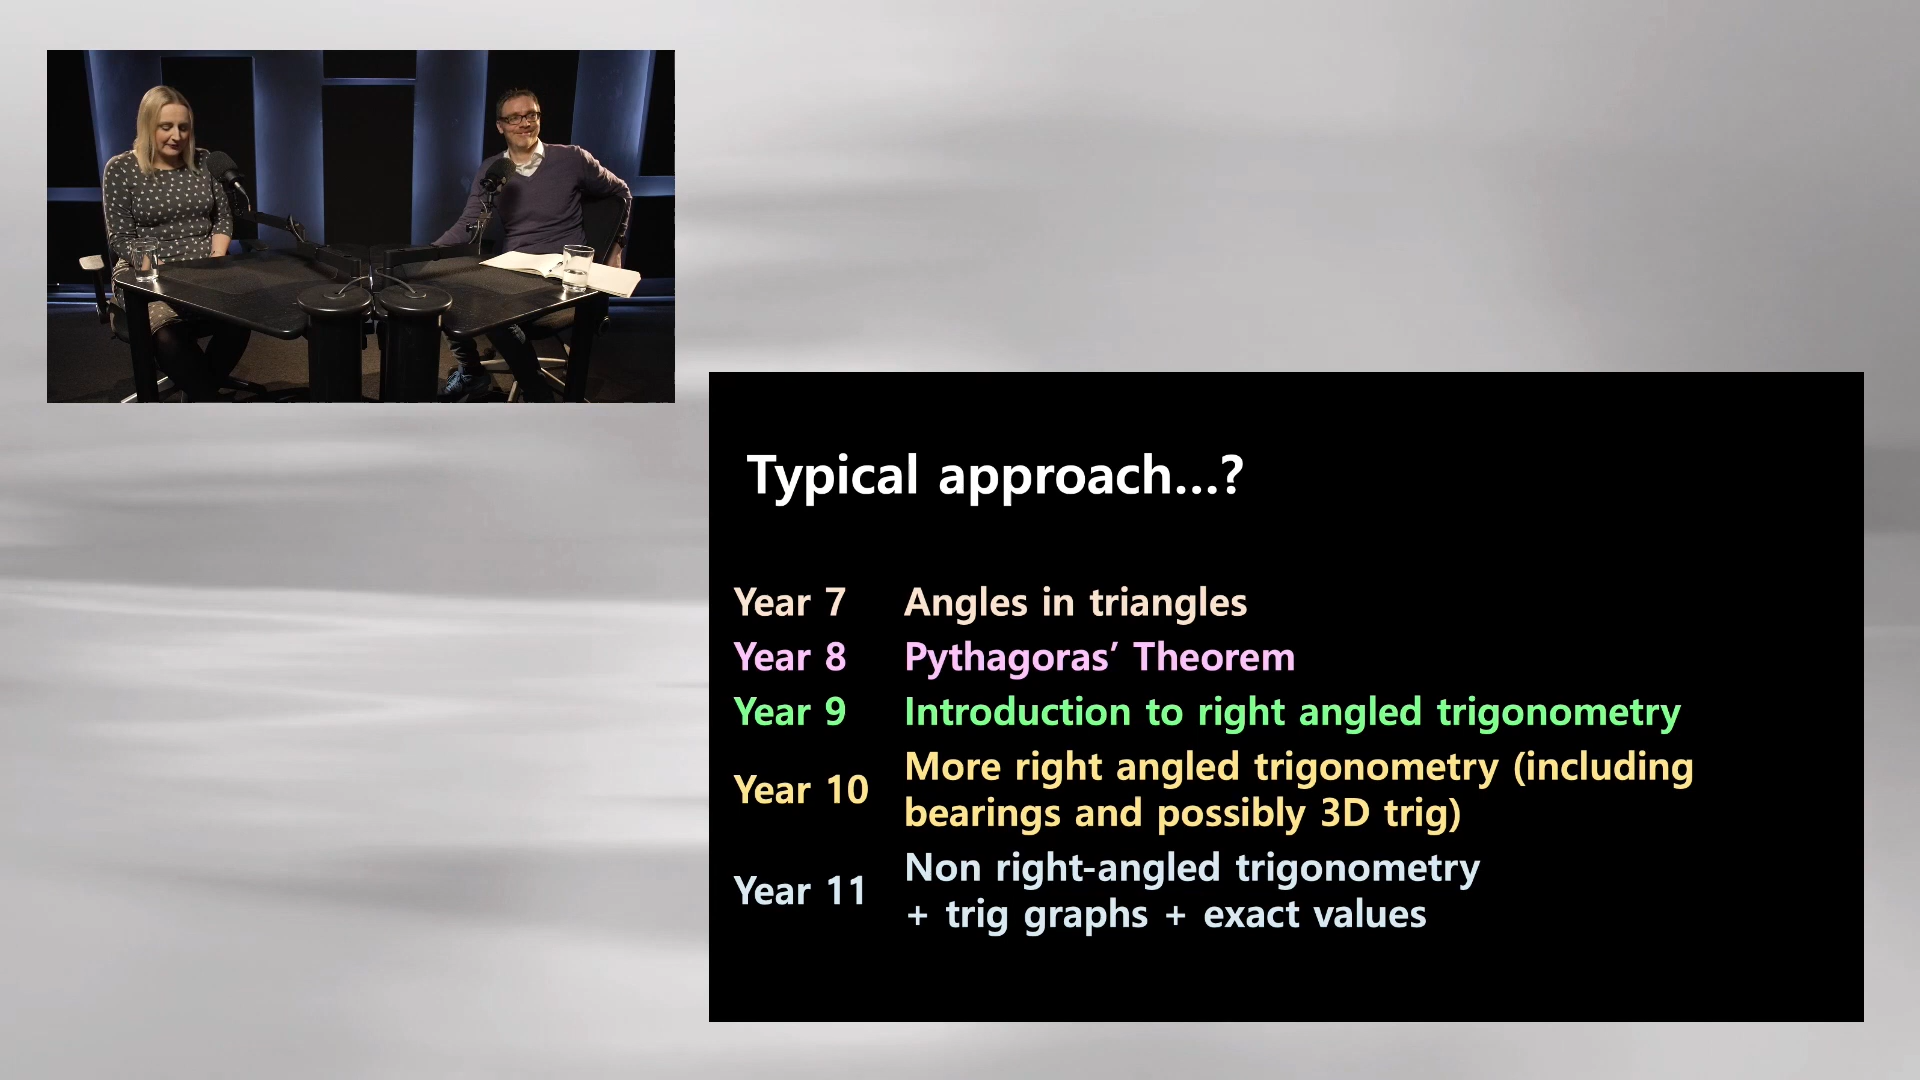 Typical approach...?
Year 7 Angles in triangles
Year 8 Pythagoras’ Theorem
Year 9 Introduction to right angled trigonometry
Year 10 More right angled trigonometry (including
bearings and possibly 3D trig)
Year 11 Non right-angled trigonometry
+ trig graphs + exact values